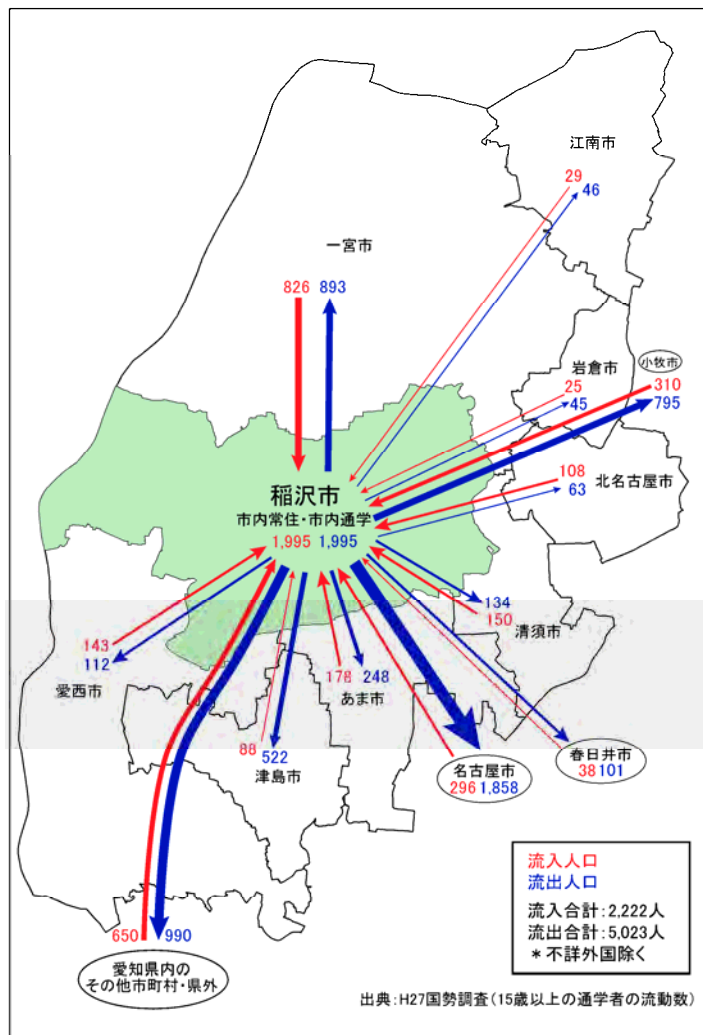 江南市
29
46
一宮市
826 893
岩倉市
小牧市
25
45
310
795
108
63
北名古屋市
稲沢市
市内常住・市内通学
1,995 1,995
134
150
清須市
143
112
愛西市
178 248
あま市
88 522
津島市
名古屋市
296 1,858
春日井市
38 101
650 990
愛知県内の
その他市町村・県外
流入人口
流出人口
流入合計:2,222人
流出合計:5,023人
*不詳外国除く
出典:H27国勢調査(15歳以上の通学者の流動数)